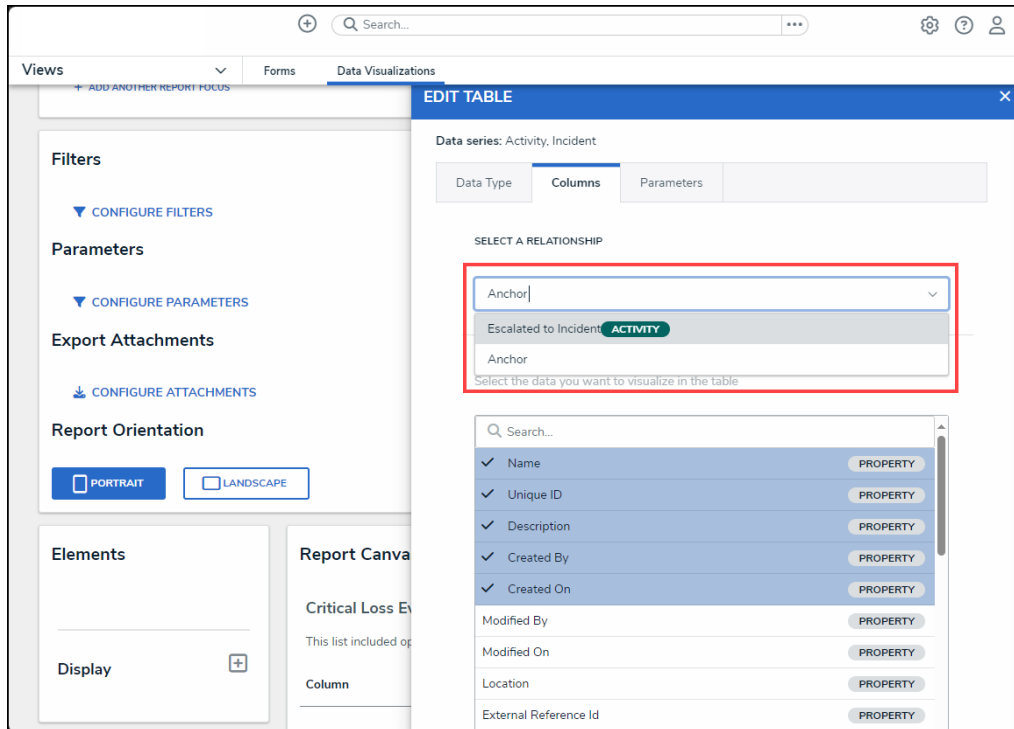 Search...
Views
Forms
Data Visualizations
+ ADD ANOTHER REPORT FOCUS
Filters
CONFIGURE FILTERS
Parameters
CONFIGURE PARAMETERS
Export Attachments
CONFIGURE ATTACHMENTS
Report Orientation
PORTRAIT
LANDSCAPE
Elements
Display
Report Canva
Critical Loss Ev
This list included op
Column
EDIT TABLE
Data series: Activity, Incident
Data Type
Columns
Parameters
SELECT A RELATIONSHIP
Anchor
Escalated to Incident ACTIVITY
Anchor
Select the data you want to visualize in the table
Search...
Name PROPERTY
Unique ID PROPERTY
Description PROPERTY
Created By PROPERTY
Created On PROPERTY
Modified By PROPERTY
Modified On PROPERTY
Location PROPERTY
External Reference Id PROPERTY